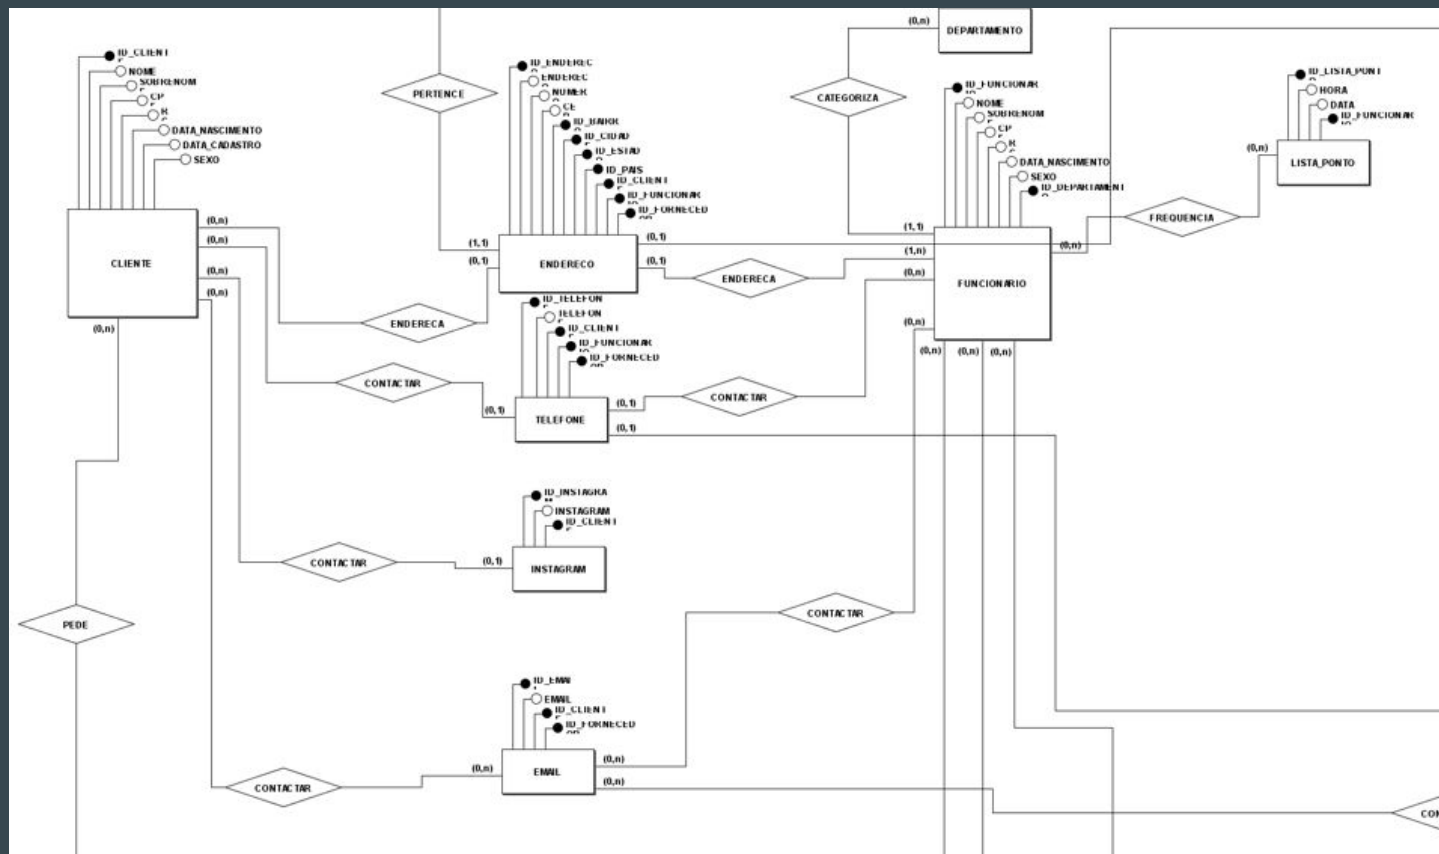 (0,n)
DEPARTAMENTO
CATEGORIZA
PERTENCE
ID_CLIENT
NOME
SOBRENOM
CP
R
DATA_NASCIMENTO
DATA_CADASTRO
SEXO
CLIENTE
(0,n)
(0,n)
(0,n)
(0,n)
(0,n)
ID_ENDEREC
ENDEREC
NUMER
CE
ID_BAIRR
ID_CIDAD
ID_ESTAD
ID_PAIS
ID_CLIENT
ID_FUNCIONAR
ID_FORNECED
(1,1)
(0,1)
ENDERECO
(0,1)
(0,1)
ENDERECA
ENDERECA
ID_FUNCIONAR
NOME
SOBRENOM
CP
R
DATA_NASCIMENTO
SEXO
ID_DEPARTAMENT
(1,1)
(1,n)
(0,n)
(0,n)
FUNCIONARIO
(0,n)
(0,n)
(0,n)
(0,n)
FREQUENCIA
ID_LISTA_PONT
HORA
DATA
ID_FUNCIONAR
(0,n)
LISTA_PONTO
ID_TELEFON
TELEFON
ID_CLIENT
ID_FUNCIONAR
ID_FORNECED
CONTACTAR
(0,1)
TELEFONE
(0,1)
(0,1)
CONTACTAR
ID_INSTAGRA
INSTAGRAM
ID_CLIENT
CONTACTAR
(0,1)
INSTAGRAM
PEDE
CONTACTAR
ID_EMAI
EMAIL
ID_CLIENT
ID_FORNECED
CONTACTAR
(0,n)
EMAIL
(0,n)
(0,n)
CON